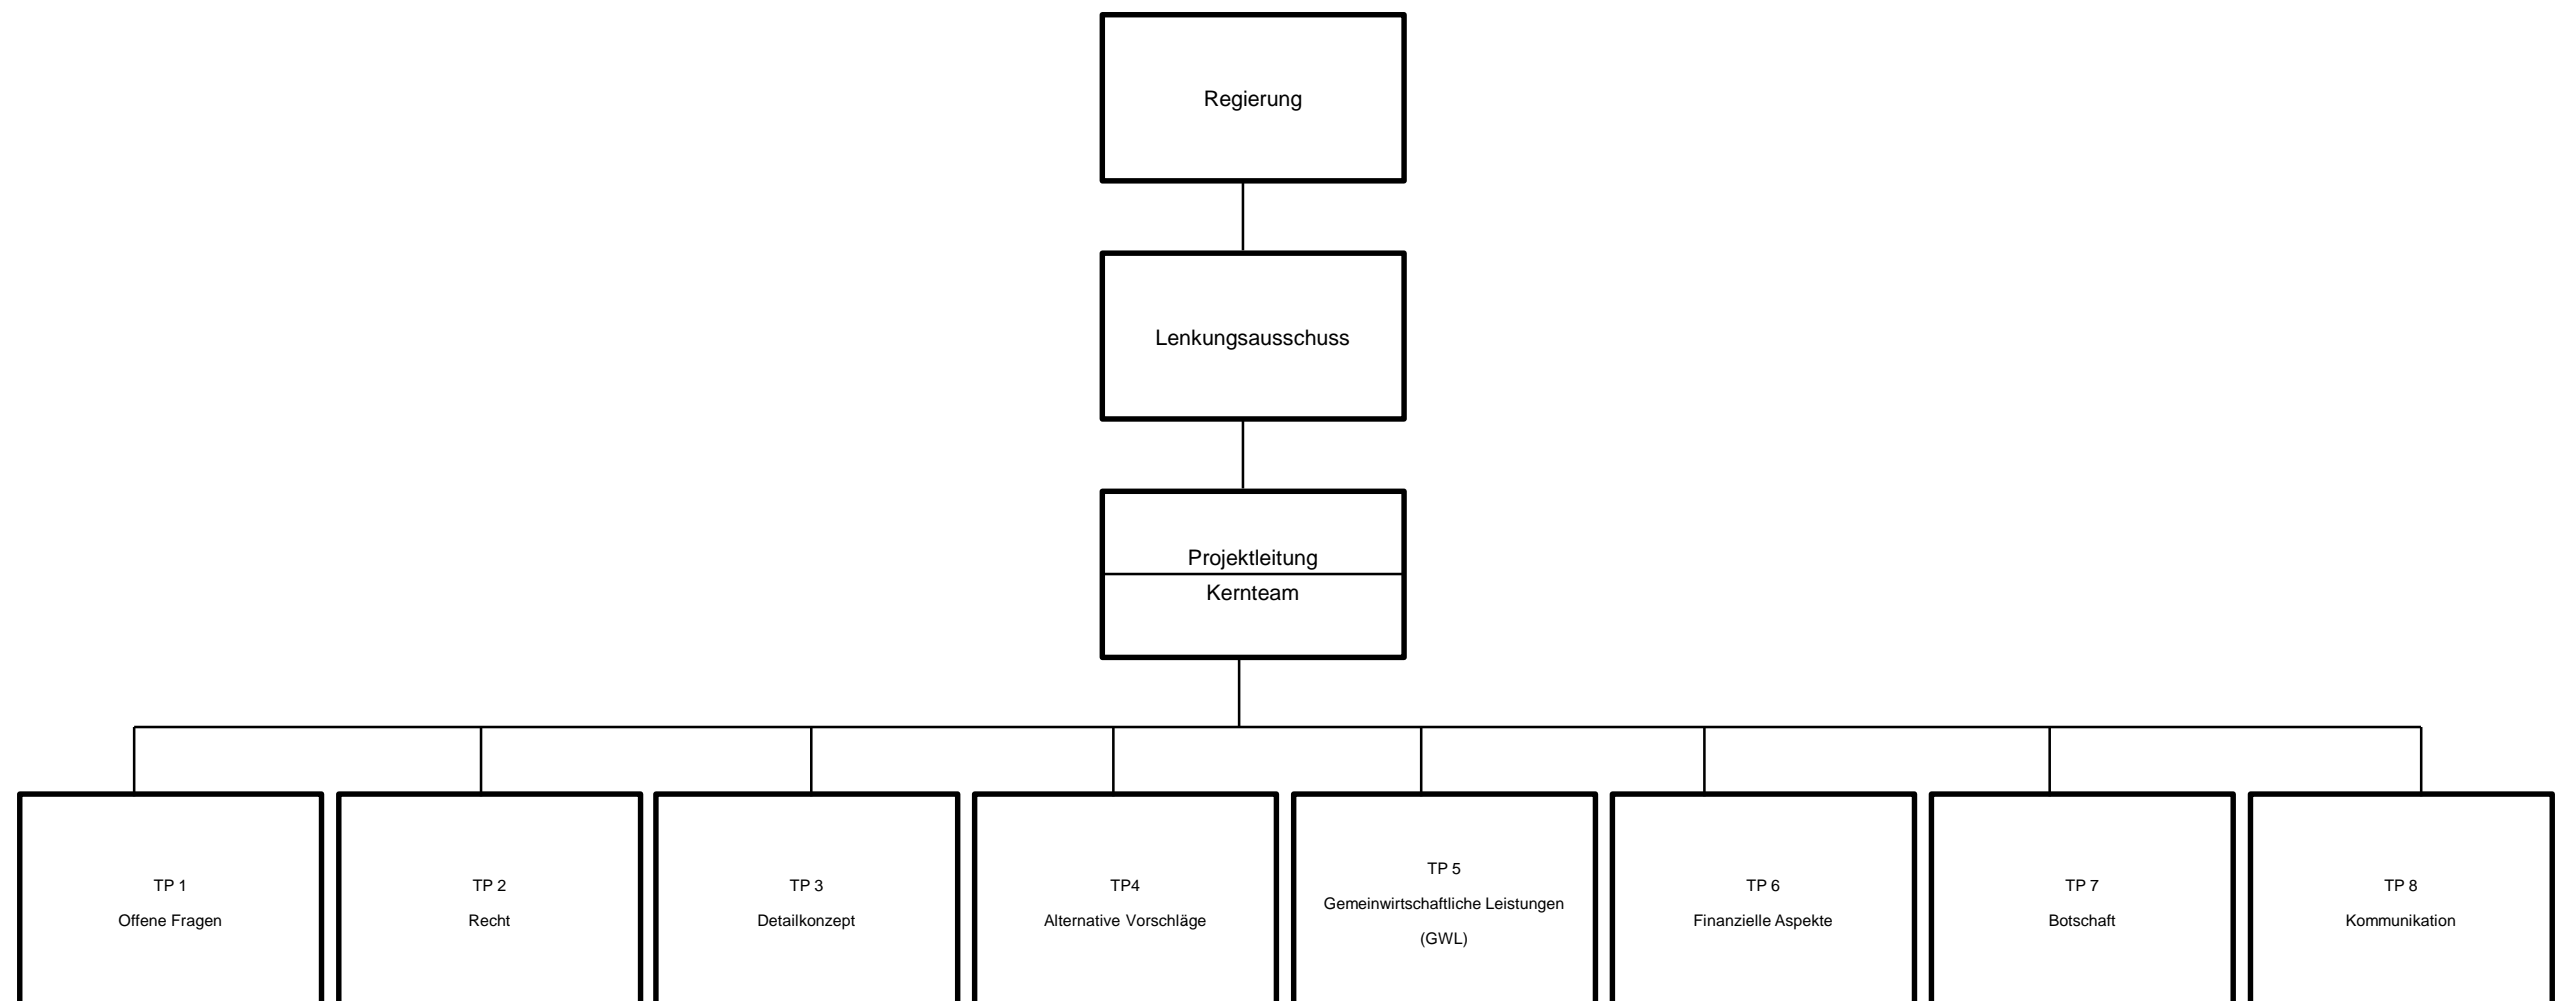 Regierung
Lenkungsausschuss
Projektleitung
Kernteam
TP 1
Offene Fragen
TP 2
Recht
TP 3
Detailkonzept
TP4
Alternative Vorschläge
TP 5
Gemeinwirtschaftliche Leistungen
(GWL)
TP 6
Finanzielle Aspekte
TP 7
Botschaft
TP 8
Kommunikation